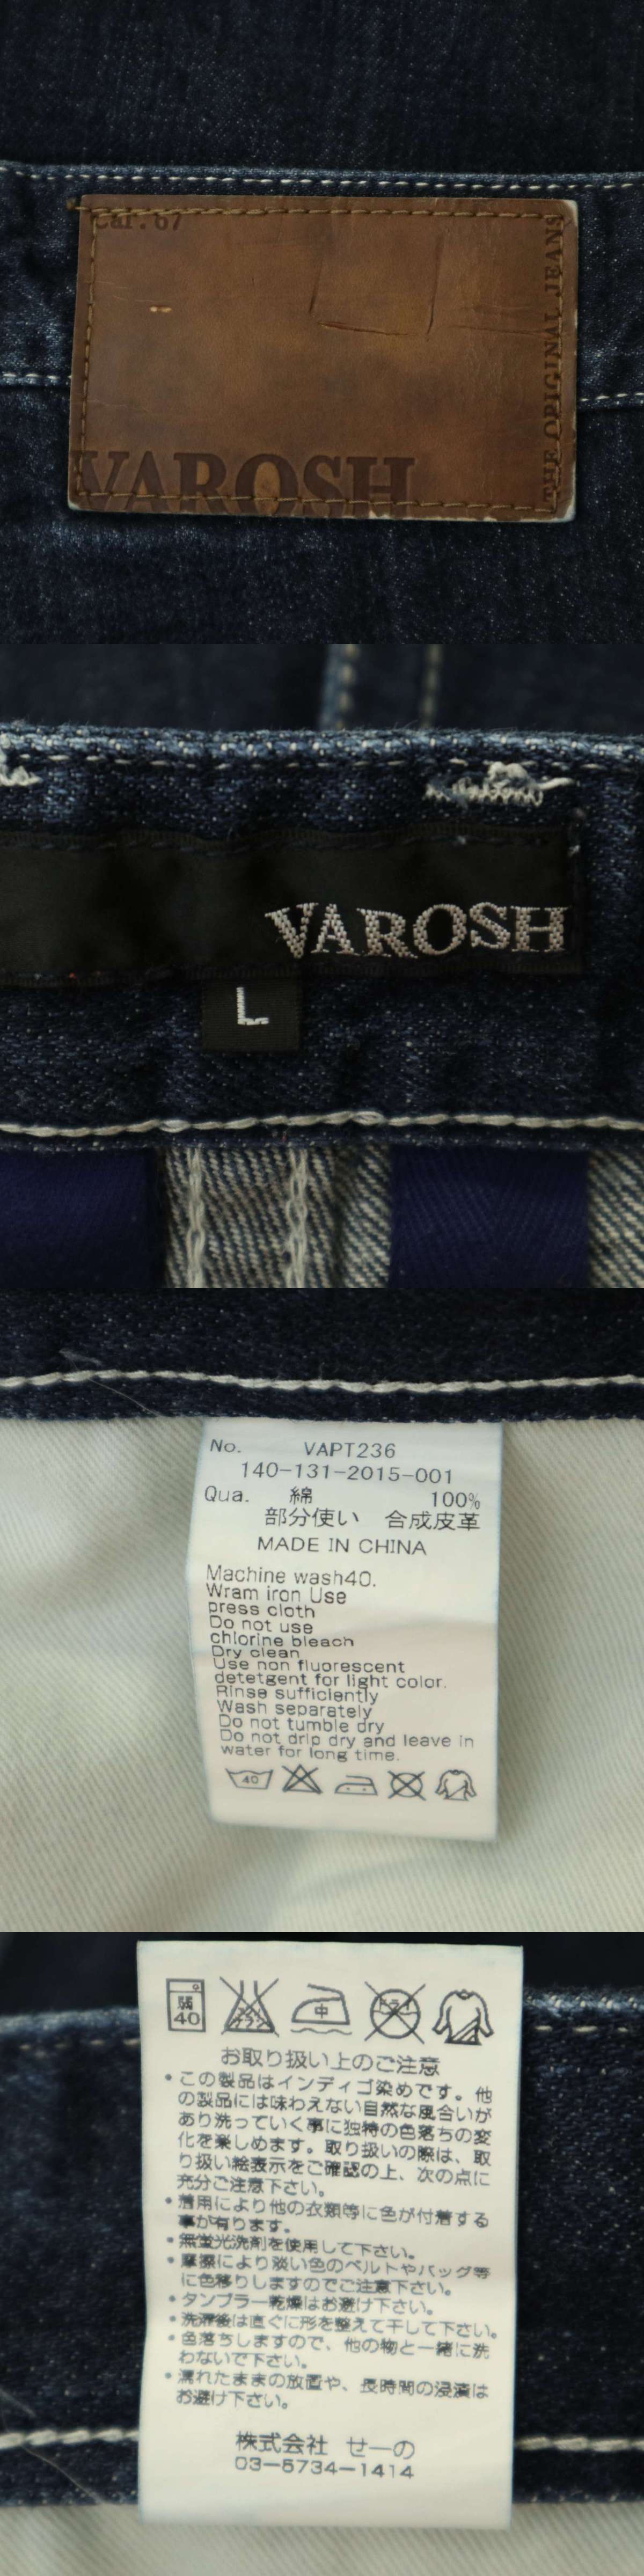 Car.67
THE OPIGINAL JEANS
VAROSH
VAROSH
L
No. VAPT236
140-131-2015-001
Qua. 綿 100%
部分使い 合成皮革
MADE IN CHINA
Machine wash40.
Wram iron Use
press cloth
Do not use
chlorine bleach
Dry clean
Use non fluorescent
detetgent for light color.
Rinse sufficiently
Wash separately
Do not tumble dry
Do not drip dry and leave in
water for long time.
40
弱 40 エンソサラシ 中 ドライ
お取り扱い上のご注意
・この製品はインディゴ染めです。他
の製品には味わえない自然な風合いが
あり洗っていく事に独特の色落ちの変
化を楽しめます。取り扱いの際は、取
り扱い絵表示をご確認の上、次の点に
充分ご注意下さい。
・着用により他の衣類等に色が付着する
事が有ります。
・無蛍光洗剤を使用して下さい。
・摩擦により淡い色のベルトやバッグ等
に色移りしますのでご注意下さい。
・タンブラー乾燥はお避け下さい。
・洗濯後は直ぐに形を整えて干して下さい。
・色落ちしますので、他の物と一緒に洗
わないで下さい。
・濡れたままの放置や、長時間の浸漬は
お避け下さい。
株式会社 せーの
03-5734-1414